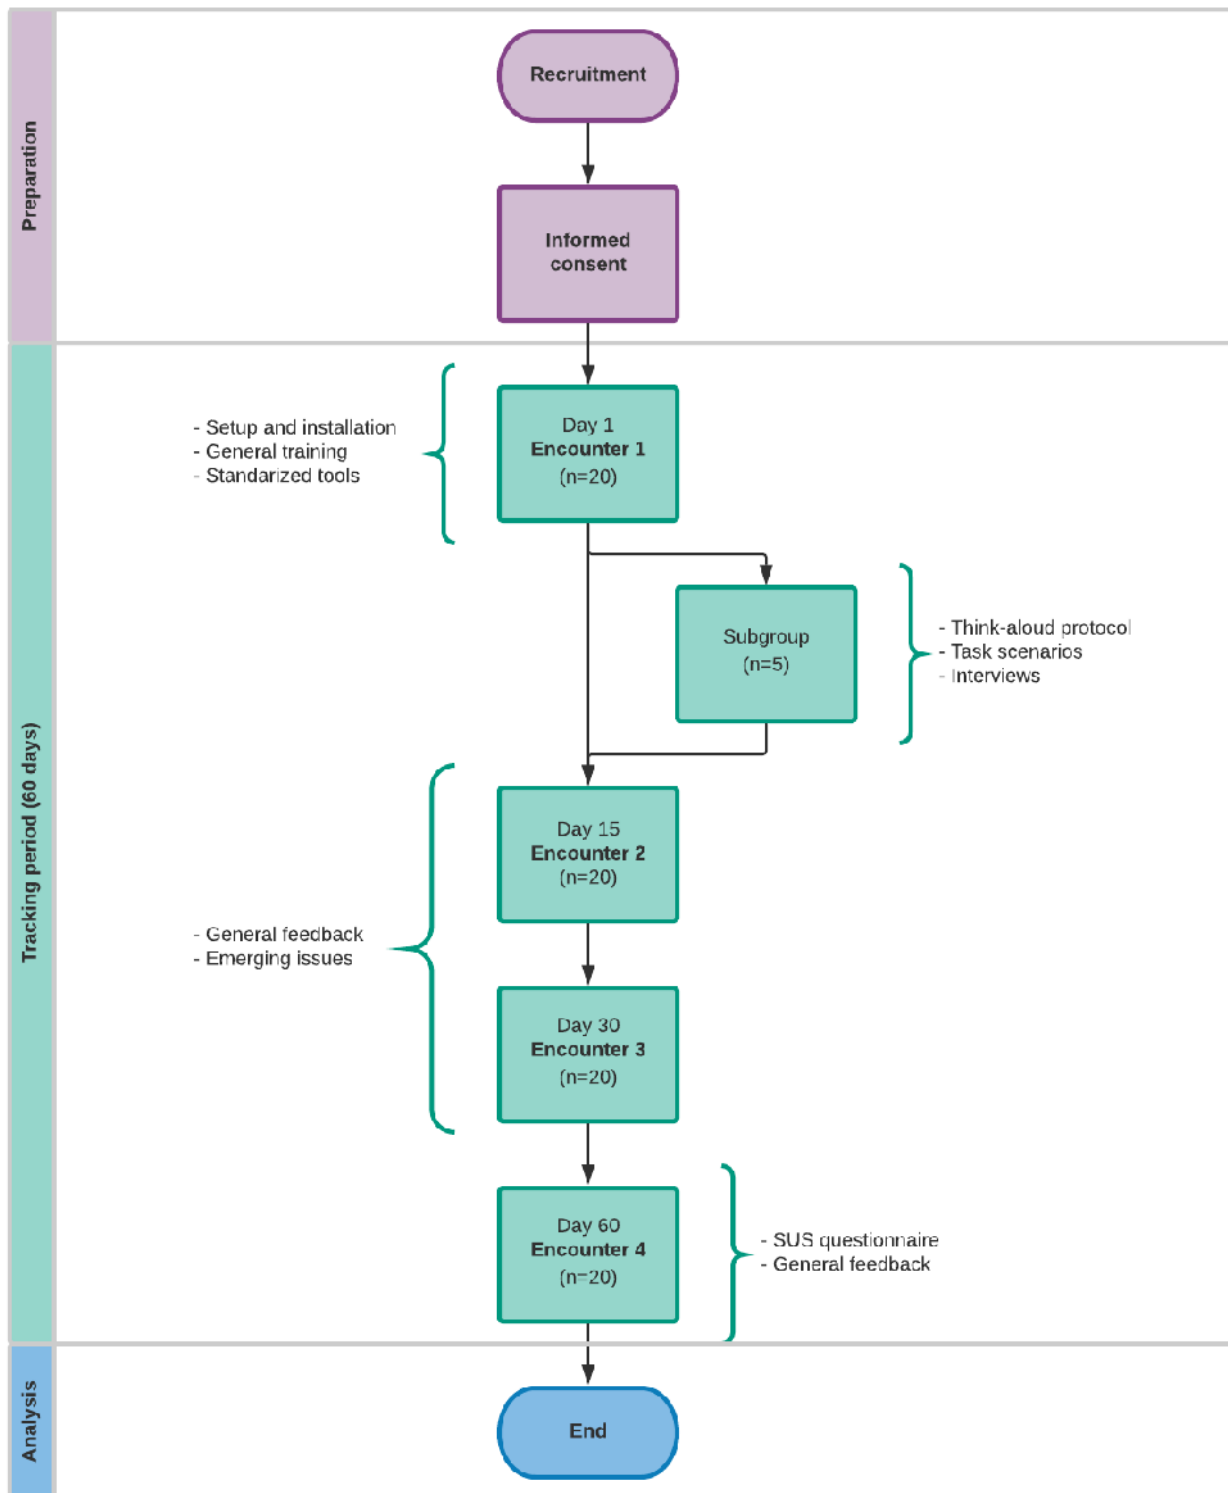 Preparation
Recruitment
Informed
consent
Tracking period (60 days)
- Setup and installation
- General training
- Standarized tools
Day 1
Encounter 1
(n=20)
Subgroup
(n=5)
- Think-aloud protocol
- Task scenarios
- Interviews
Day 15
Encounter 2
(n=20)
- General feedback
- Emerging issues
Day 30
Encounter 3
(n=20)
Day 60
Encounter 4
(n=20)
- SUS questionnaire
- General feedback
Analysis
End